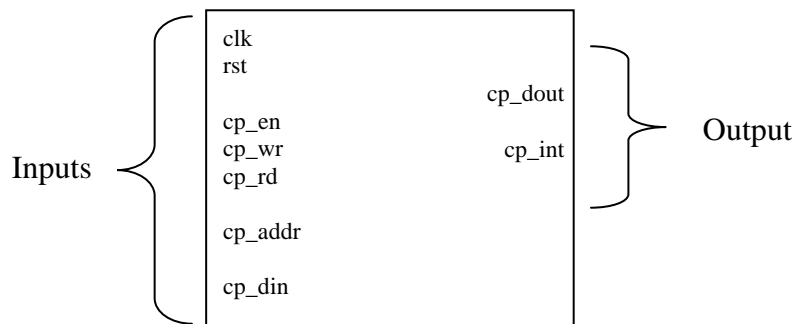 Inputs
clk
rst
cp_en
cp_wr
cp_rd
cp_addr
cp_din
cp_dout
cp_int
Output